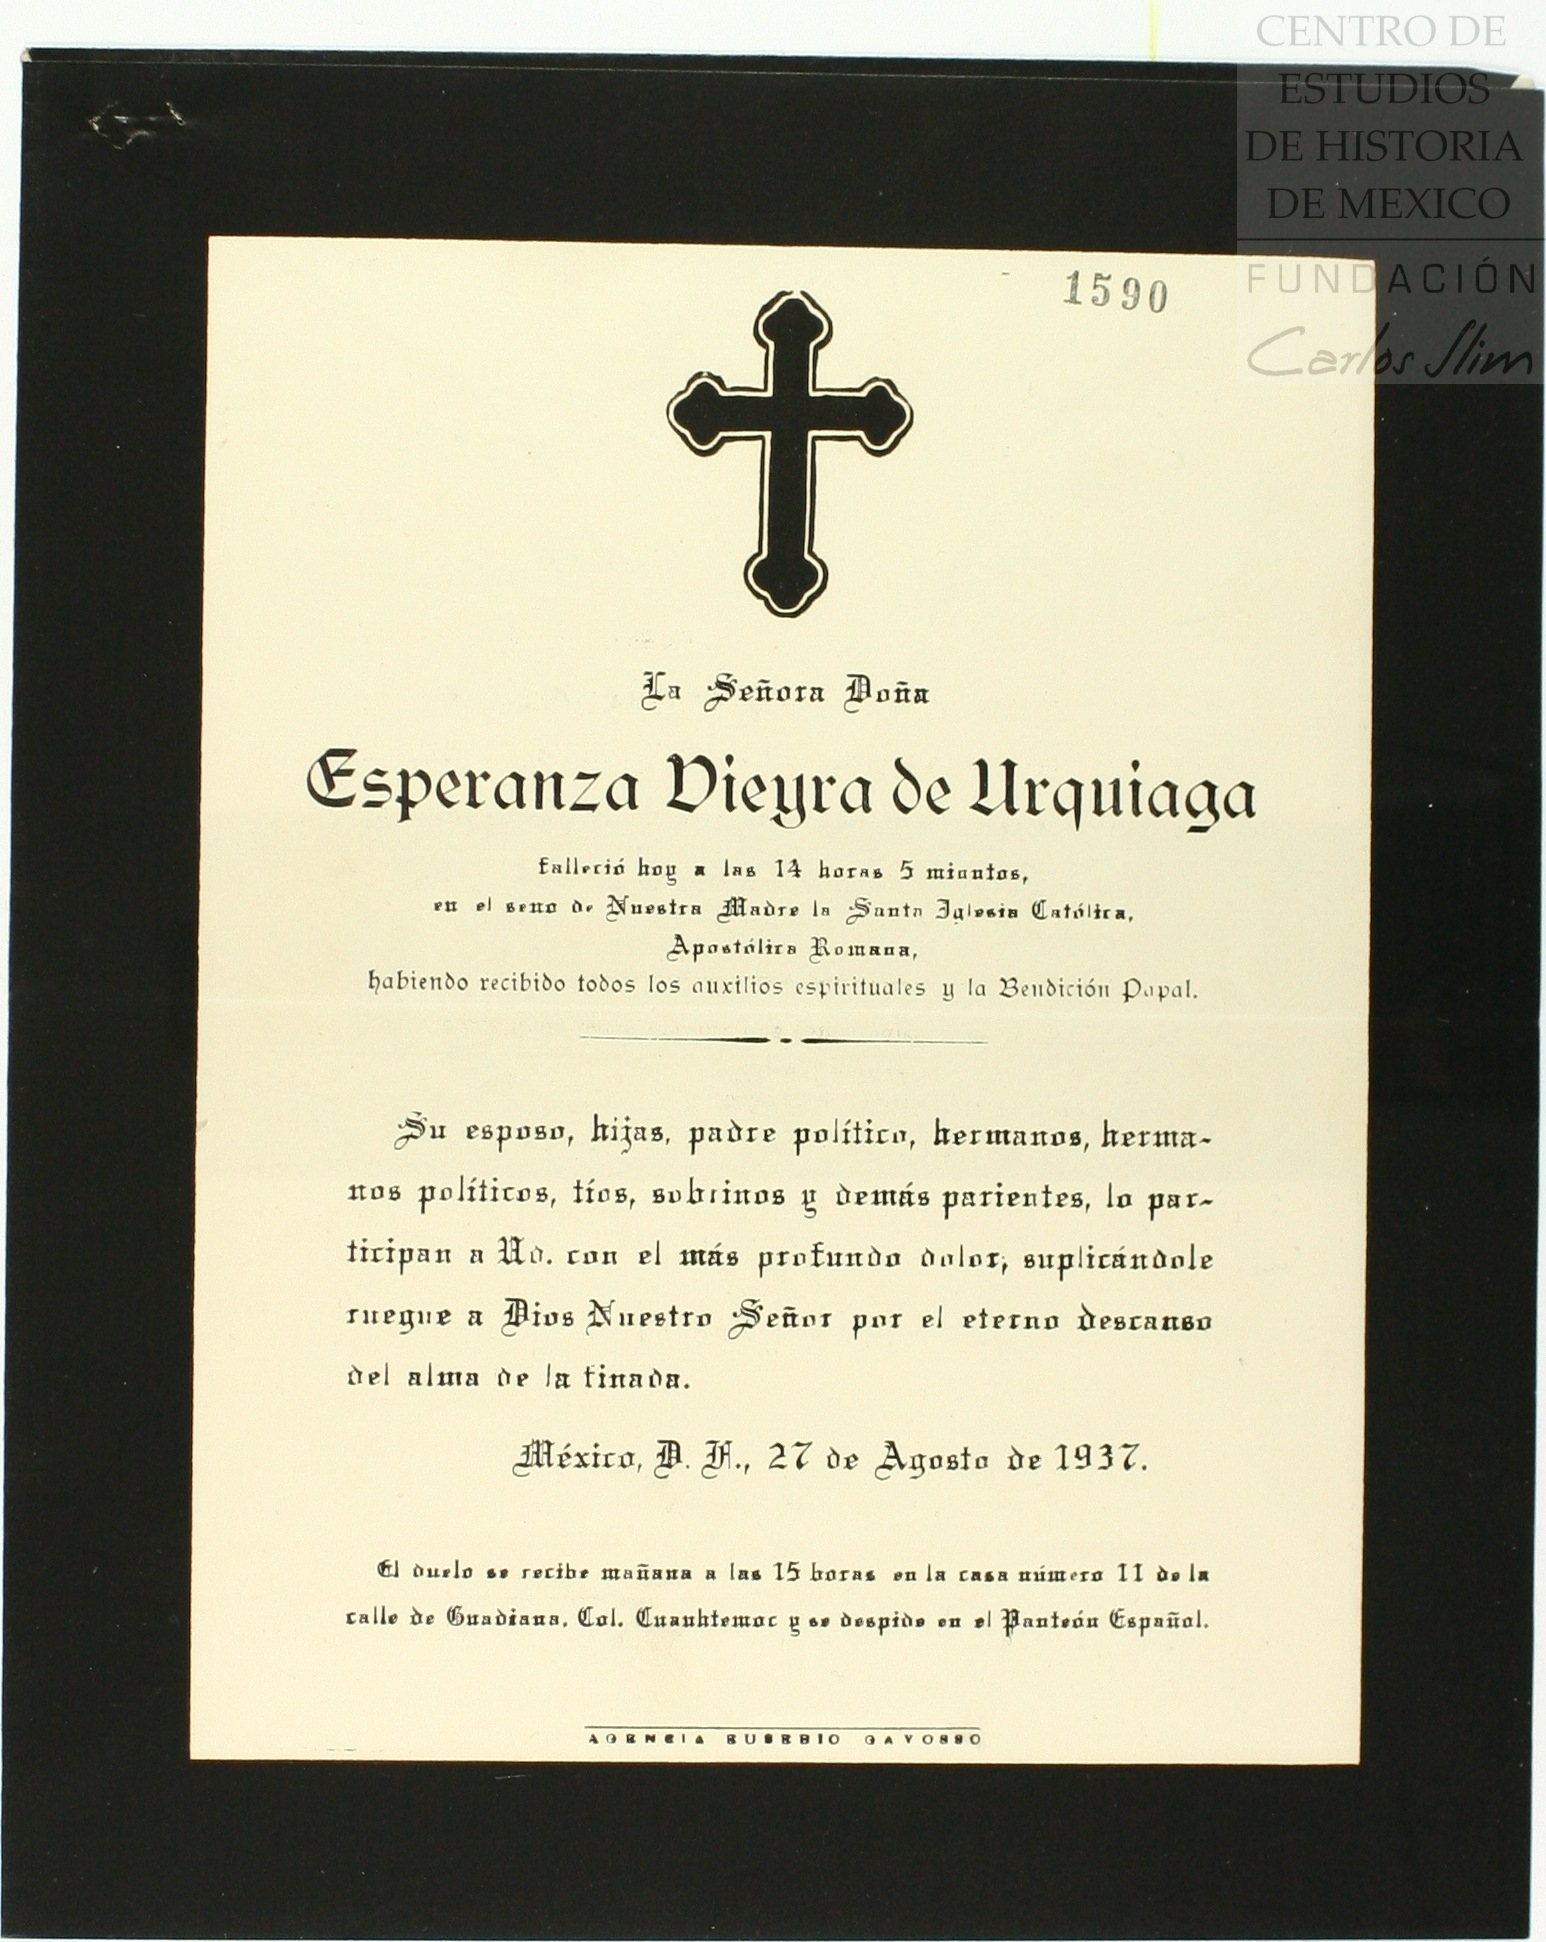 CENTRO DE
ESTUDIOS
DE HISTORIA
DE MEXICO
FUNDACIÓN
Carlos Slim
1590
La Señora Doña
Esperanza Vieyra de Urquiaga
falleció hoy a las 14 horas 5 miuntos,
en el seno de Nuestra Madre la Santa Iglesia Católica,
Apostólica Romana,
habiendo recibido todos los auxilios espirituales y la Bendición Papal.
Su esposo, hijas, padre político, hermanos, herma-
nos políticos, tíos, sobrinos y demás parientes, lo par-
ticipan a Ud. con el más profundo dolor; suplicándole
ruegue a Dios Nuestro Señor por el eterno descanso
del alma de la finada.
México, D. F., 27 de Agosto de 1937.
El duelo se recibe mañana a las 15 horas en la casa número 11 de la
calle de Guadiana, Col. Cuauhtemoc y se despide en el Panteón Español.
AGENCIA EUSEBIO GAYOSSO